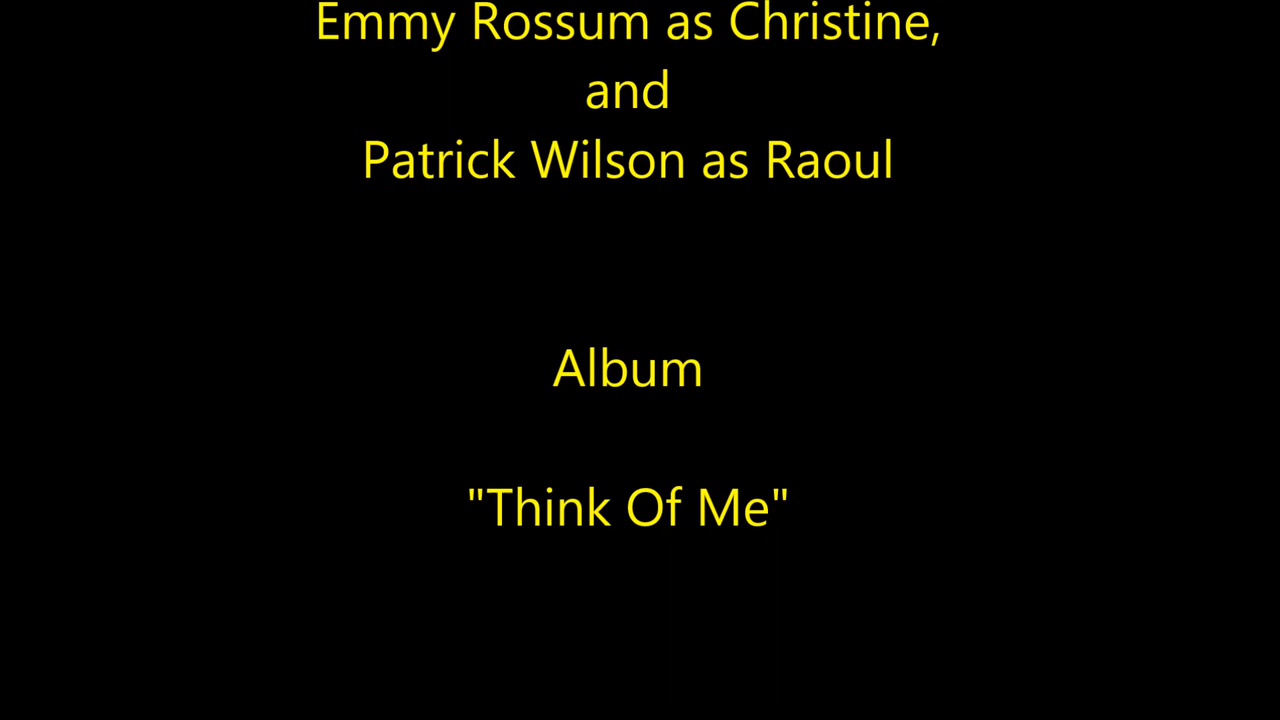 Emmy Rossum as Christine,
and
Patrick Wilson as Raoul
Album
"Think Of Me"